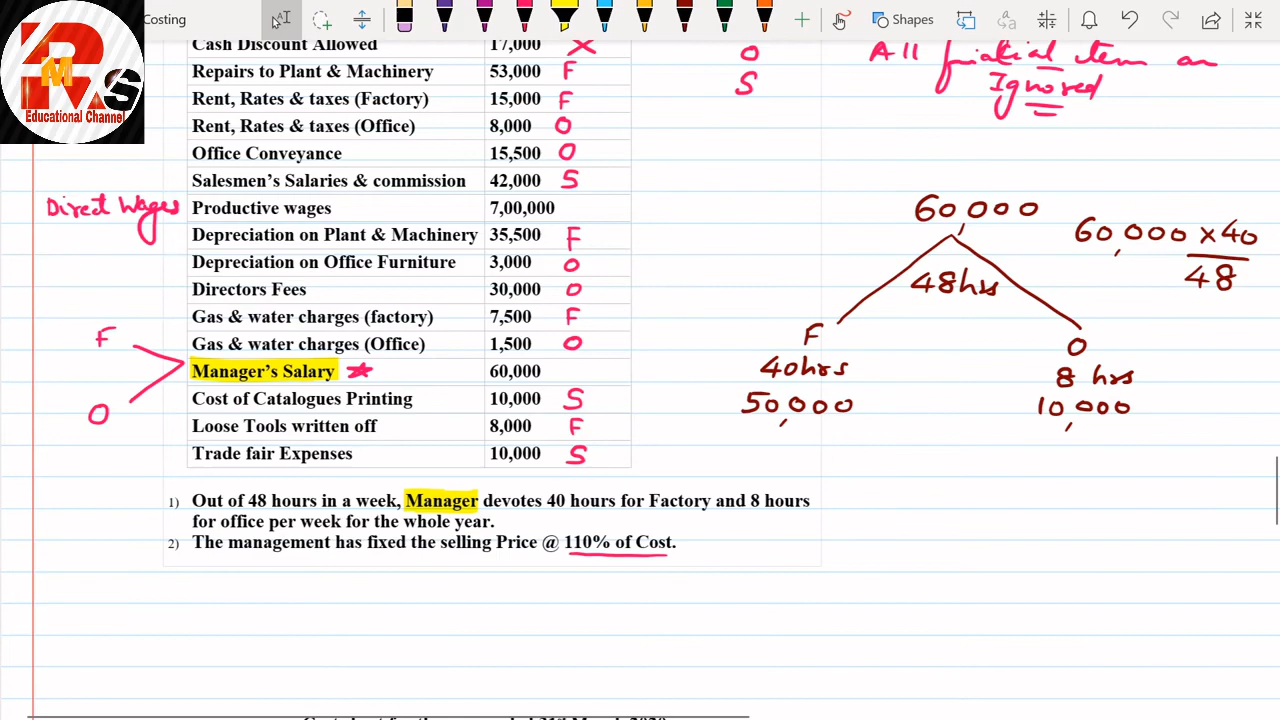 Costing
Shapes
R M S
Educational Channel
Cash Discount Allowed 17,000 X
Repairs to Plant & Machinery 53,000 F
Rent, Rates & taxes (Factory) 15,000 F
Rent, Rates & taxes (Office) 8,000 O
Office Conveyance 15,500 O
Salesmen's Salaries & commission 42,000 S
Direct Wages Productive wages 7,00,000
Depreciation on Plant & Machinery 35,500 F
Depreciation on Office Furniture 3,000 O
Directors Fees 30,000 O
Gas & water charges (factory) 7,500 F
Gas & water charges (Office) 1,500 O
F
O
Manager's Salary 60,000
Cost of Catalogues Printing 10,000 S
Loose Tools written off 8,000 F
Trade fair Expenses 10,000 S
O
S
All item
Ignored
60,000
48hrs
60,000 x 40
48
F
40hrs
50,000
O
8 hrs
10,000
1) Out of 48 hours in a week, Manager devotes 40 hours for Factory and 8 hours
for office per week for the whole year.
2) The management has fixed the selling Price @ 110% of Cost.